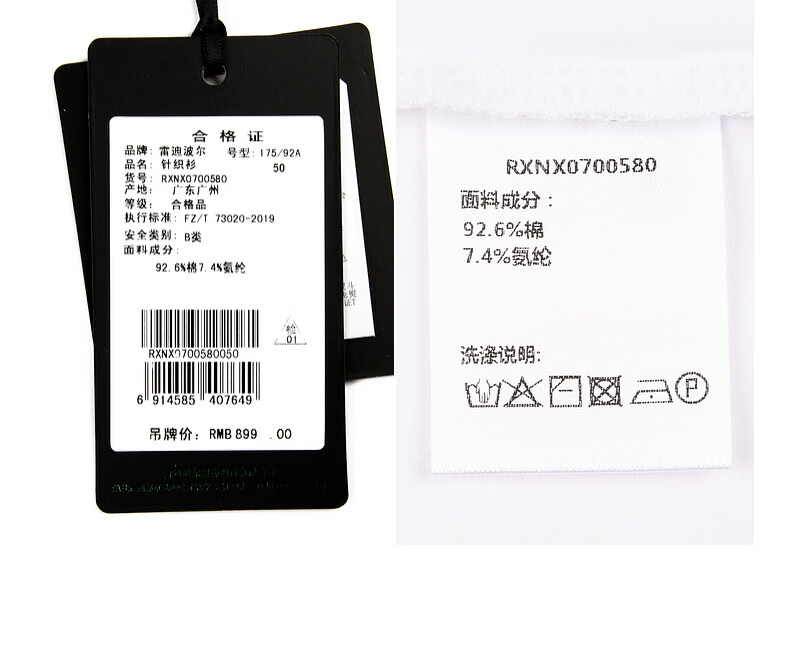 合格证
品牌: 雷迪波尔 号型: 175/92A
品名: 针织衫 50
货号: RXNX0700580
产地: 广东广州
等级: 合格品
执行标准: FZ/T 73020-2019
安全类别: B类
面料成分:
92.6%棉7.4%氨纶
检
01
RXNX0700580050
6 914585 407649
吊牌价: RMB 899 .00
RXNX0700580
面料成分:
92.6%棉
7.4%氨纶
洗涤说明:
P